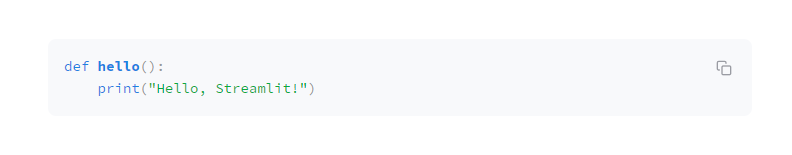 def hello():
    print("Hello, Streamlit!")